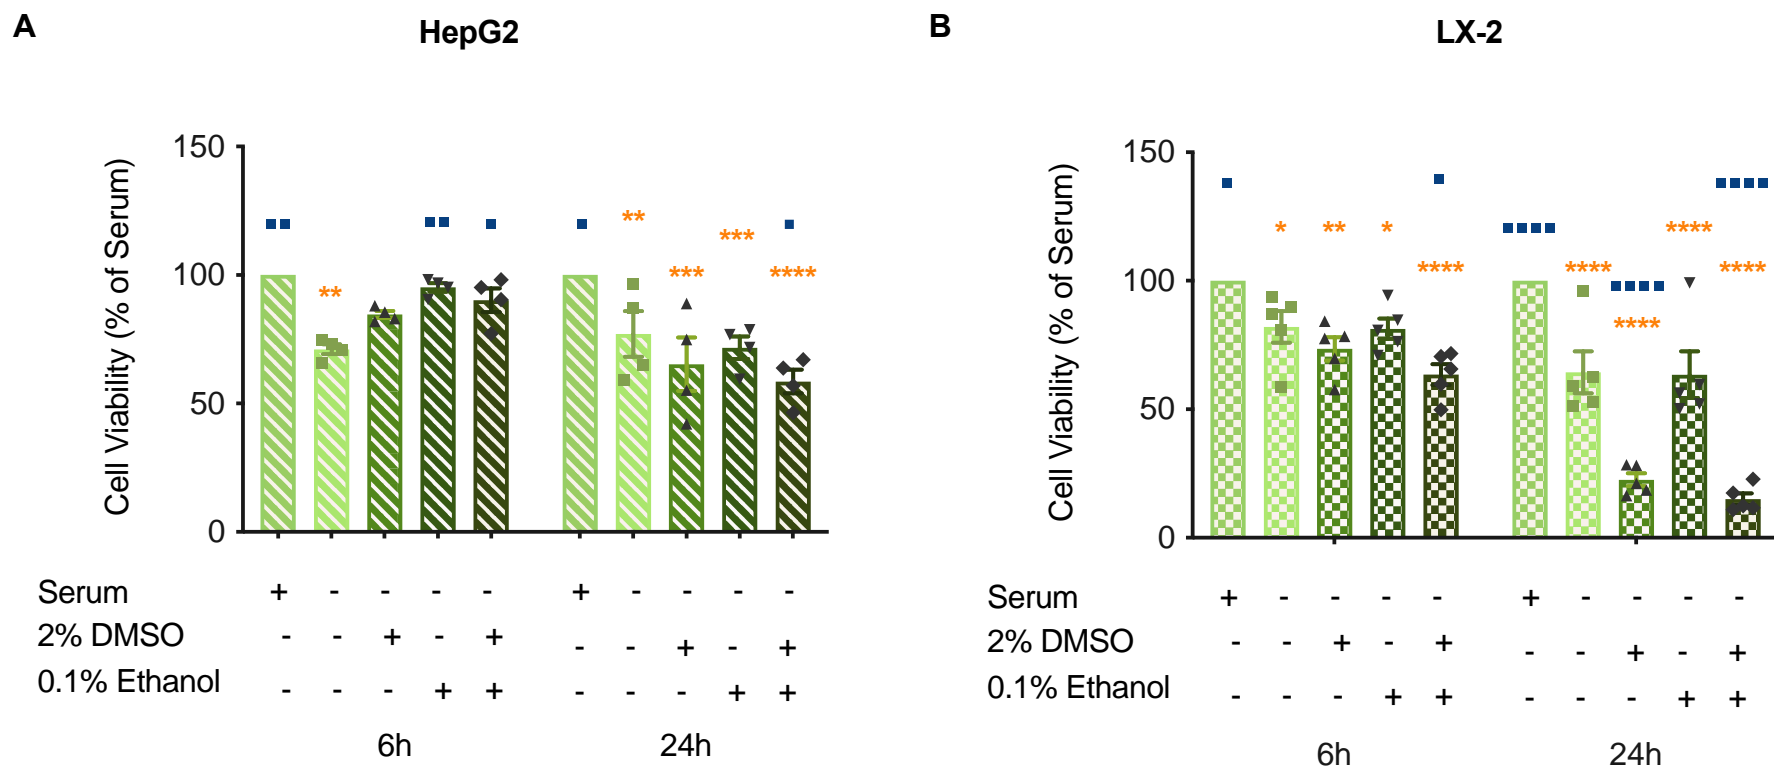 A
HepG2
Cell Viability (% of Serum)
150
100
50
0
** ** *** *** ****
Serum + - - - - + - - - -
2% DMSO - - + - + - - + - +
0.1% Ethanol - - - + + - - - + +
6h 24h
B
LX-2
Cell Viability (% of Serum)
150
100
50
0
* ** * **** **** **** **** ****
Serum + - - - - + - - - -
2% DMSO - - + - + - - + - +
0.1% Ethanol - - - + + - - - + +
6h 24h